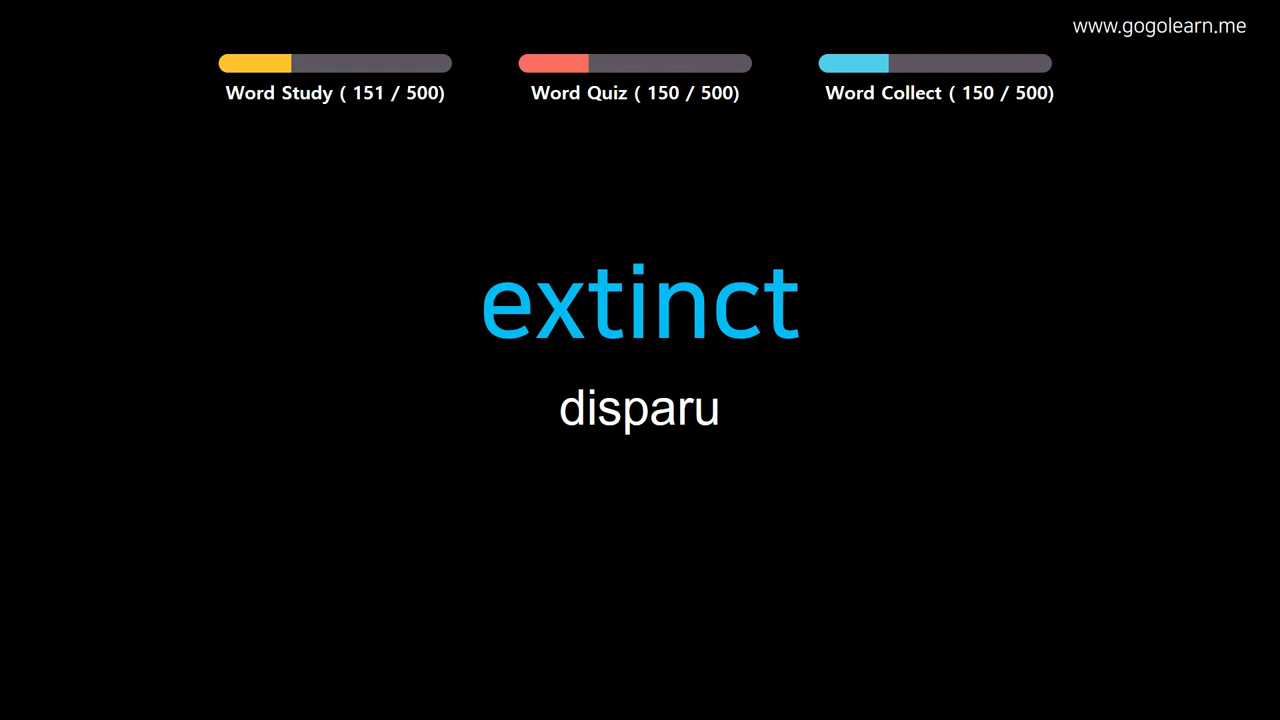 www.gogolearn.me
Word Study ( 151 / 500)
Word Quiz ( 150 / 500)
Word Collect ( 150 / 500)
extinct
disparu